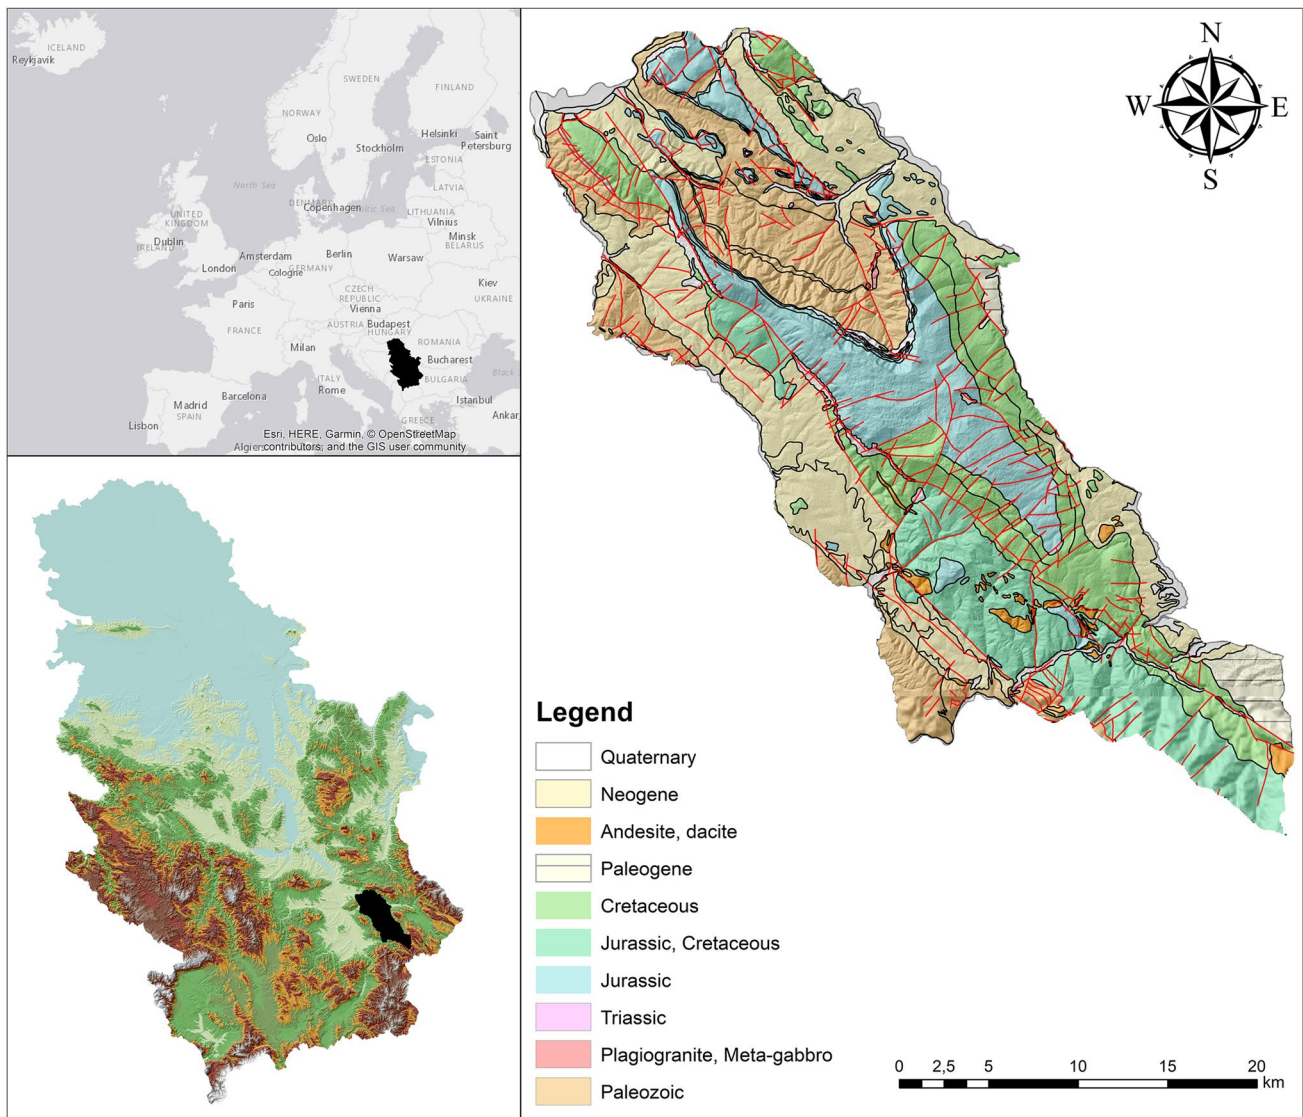 ICELAND
Reykjavík
SWEDEN
FINLAND
NORWAY
Oslo
Helsinki
Saint
Petersburg
Stockholm
ESTONIA
North Sea
LATVIA
DENMARK
Copenhagen
Baltic Sea
LITHUANIA
UNITED
KINGDOM
Vilnius
Dublin
IRELAND
Minsk
BELARUS
Amsterdam
Berlin
Warsaw
London
GERMANY
Cologne
Kiev
CZECH
REPUBLIC
UKRAINE
Paris
Vienna
AUSTRIA
Budapest
HUNGARY
FRANCE
Milan
ROMANIA
Bucharest
ITALY
BULGARIA
Black
Rome
Barcelona
Madrid
SPAIN
Istanbul
Lisbon
GREECE
Ankar
Esri, HERE, Garmin, © OpenStreetMap
Algiers
contributors, and the GIS user community
N
W
E
S
Legend
Quaternary
Neogene
Andesite, dacite
Paleogene
Cretaceous
Jurassic, Cretaceous
Jurassic
Triassic
Plagiogranite, Meta-gabbro
Paleozoic
0 2,5 5 10 15 20
km